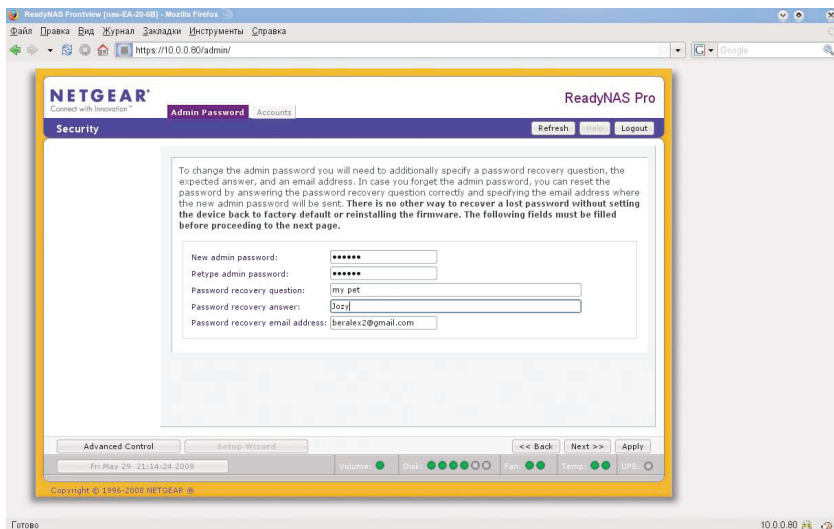 ReadyNAS Frontview [nas-EA-20-6B] - Mozilla Firefox
Файл Правка Вид Журнал Закладки Инструменты Справка
https://10.0.0.80/admin/
Google
NETGEAR®
Connect with Innovation™
Admin Password Accounts
ReadyNAS Pro
Security
Refresh Help Logout
To change the admin password you will need to additionally specify a password recovery question, the
expected answer, and an email address. In case you forget the admin password, you can reset the
password by answering the password recovery question correctly and specifying the email address where
the new admin password will be sent. There is no other way to recover a lost password without setting
the device back to factory default or reinstalling the firmware. The following fields must be filled
before proceeding to the next page.
New admin password: ••••••
Retype admin password: ••••••
Password recovery question: my pet
Password recovery answer: Jozy
Password recovery email address: beralex2@gmail.com
Advanced Control Setup Wizard << Back Next >> Apply
Fri May 29 21:14:24 2009 Volume: Disk: Fan: Temp: UPS:
Copyright © 1996-2008 NETGEAR ®
Готово 10.0.0.80